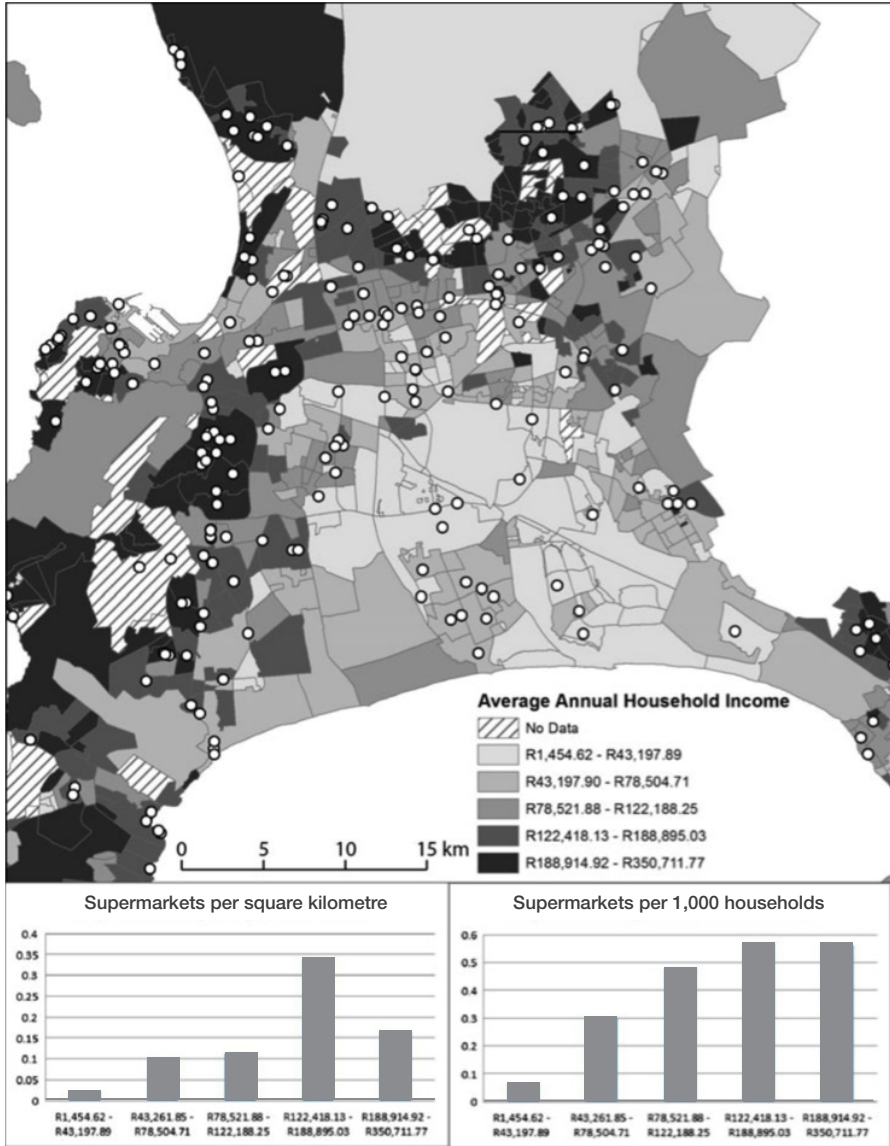 Average Annual Household Income
No Data
R1,454.62 - R43,197.89
R43,197.90 - R78,504.71
R78,521.88 - R122,188.25
R122,418.13 - R188,895.03
R188,914.92 - R350,711.77
0 5 10 15 km
Supermarkets per square kilometre
0.4
0.35
0.3
0.25
0.2
0.15
0.1
0.05
0
R1,454.62 - R43,261.85 - R78,521.88 - R122,418.13 - R188,914.92 -
R43,197.89 R78,504.71 R122,188.25 R188,895.03 R350,711.77
Supermarkets per 1,000 households
0.6
0.5
0.4
0.3
0.2
0.1
0
R1,454.62 - R43,261.85 - R78,521.88 - R122,418.13 - R188,914.92 -
R43,197.89 R78,504.71 R122,188.25 R188,895.03 R350,711.77